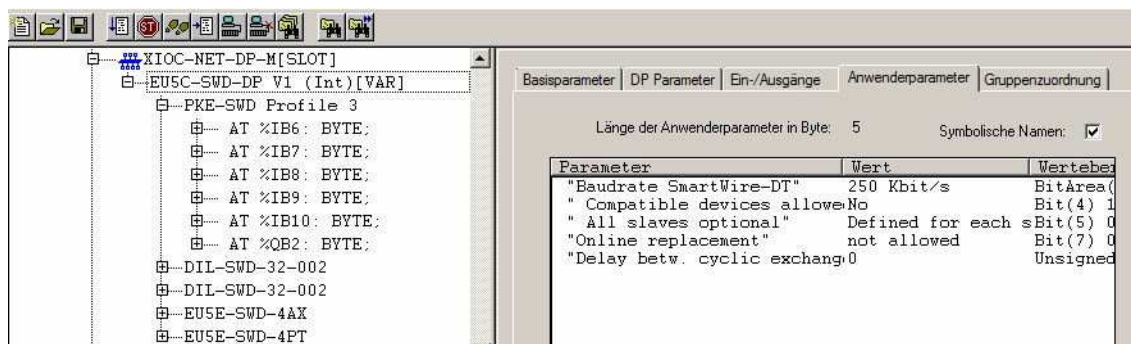 XIOC-NET-DP-M[SLOT]
EU5C-SWD-DP V1 (Int)[VAR]
PKE-SWD Profile 3
AT %IB6: BYTE;
AT %IB7: BYTE;
AT %IB8: BYTE;
AT %IB9: BYTE;
AT %IB10: BYTE;
AT %QB2: BYTE;
DIL-SWD-32-002
DIL-SWD-32-002
EU5E-SWD-4AX
EU5E-SWD-4PT
Basisparameter DP Parameter Ein-/Ausgänge Anwenderparameter Gruppenzuordnung
Länge der Anwenderparameter in Byte: 5 Symbolische Namen:
Parameter Wert Wertebe
"Baudrate SmartWire-DT" 250 Kbit/s BitArea(
" Compatible devices allowe No Bit(4) 1
" All slaves optional" Defined for each s Bit(5) 0
"Online replacement" not allowed Bit(7) 0
"Delay betw. cyclic exchang 0 Unsigned